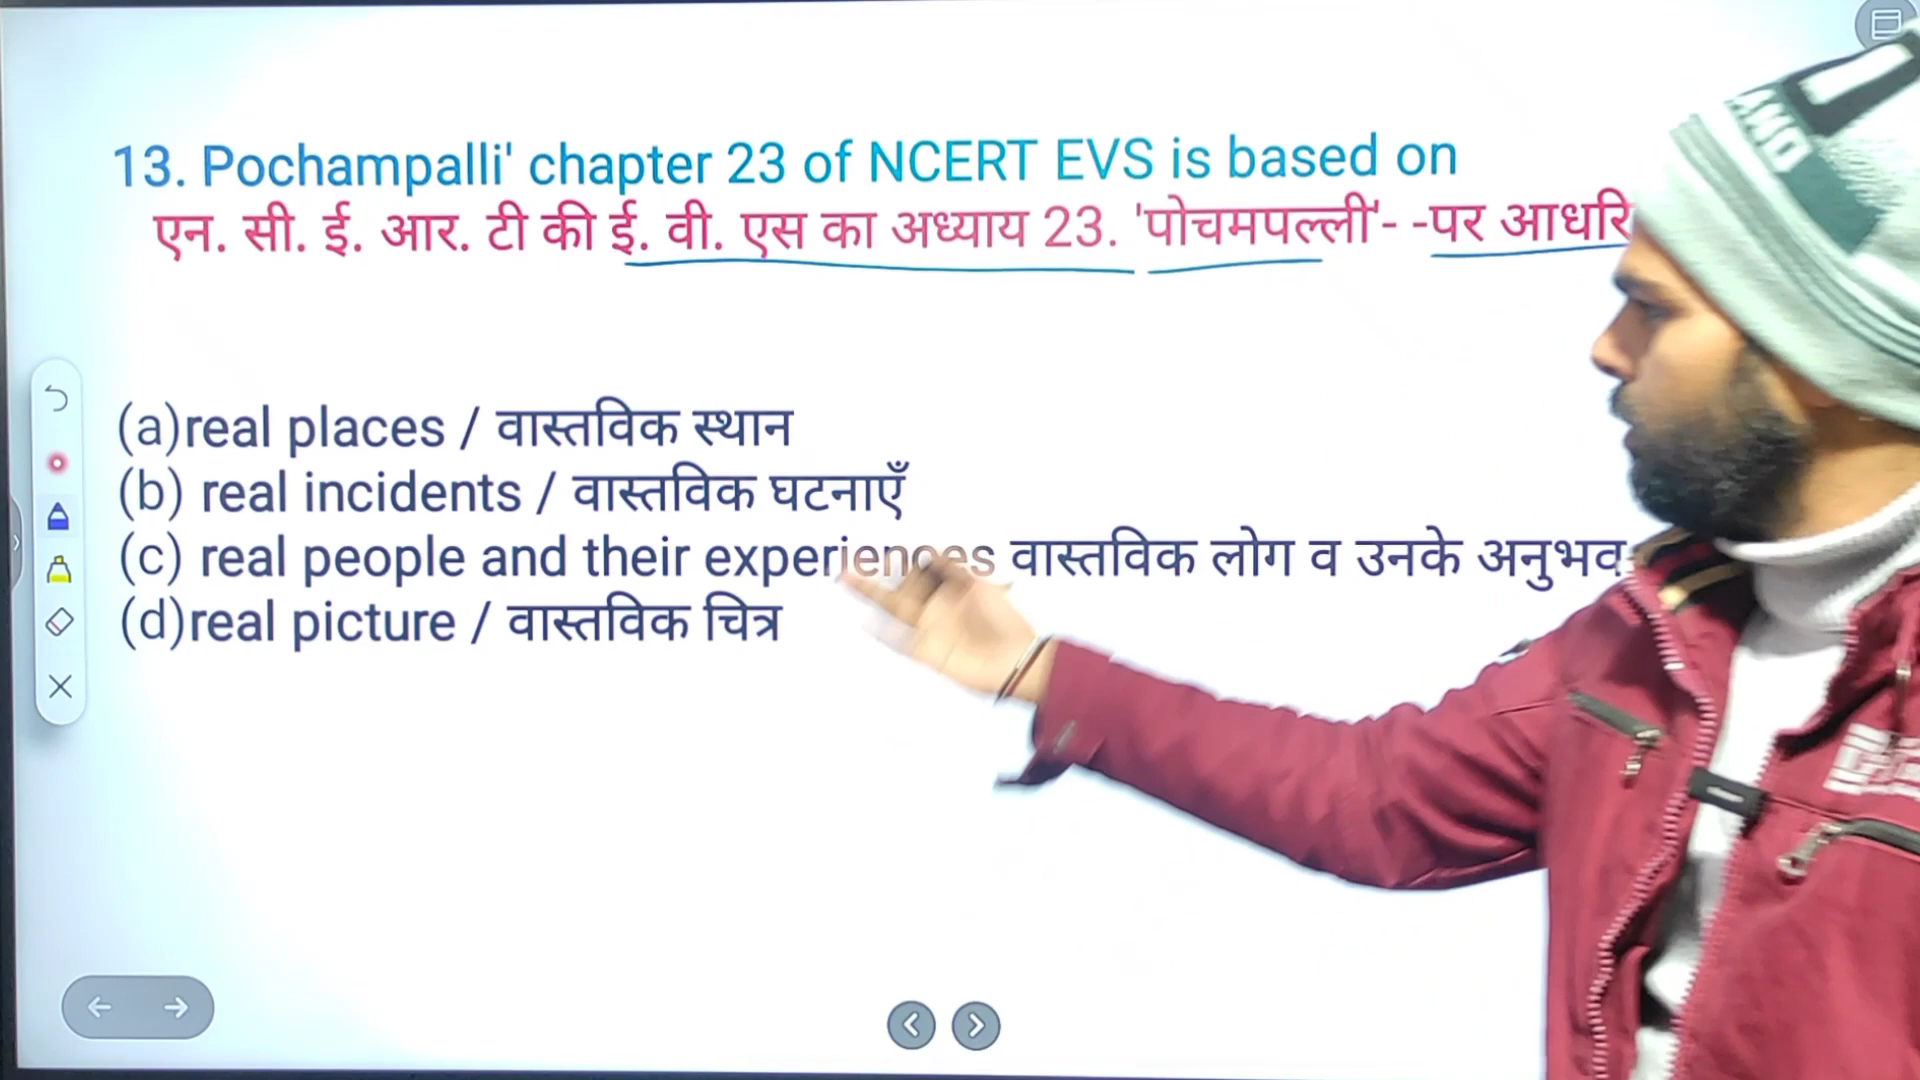 13. Pochampalli' chapter 23 of NCERT EVS is based on
एन. सी. ई. आर. टी की ई. वी. एस का अध्याय 23. 'पोचमपल्ली'- -पर
(a)real places / वास्तविक स्थान
(b) real incidents / वास्तविक घटनाएँ
(c) real people and their experiences वास्तविक लोग व उनके अनुभव
(d)real picture / वास्तविक चित्र